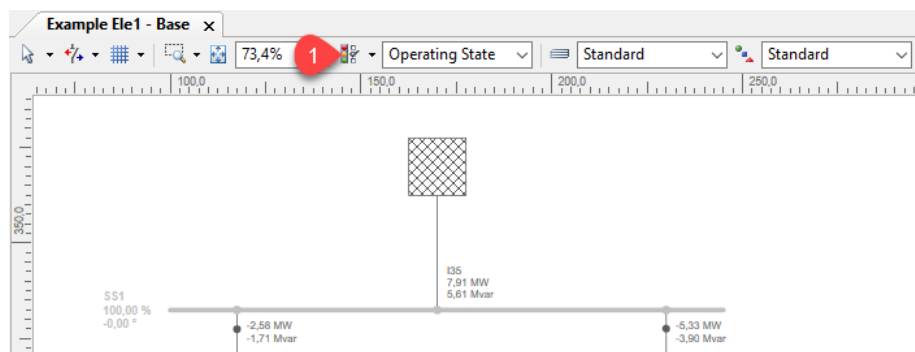 Example Ele1 - Base x
73,4% 1 Operating State Standard Standard
100,0 150,0 200,0 250,0
350,0
I35
7,91 MW
5,61 Mvar
SS1
100,00 %
-0,00 °
-2,58 MW
-1,71 Mvar
-5,33 MW
-3,90 Mvar